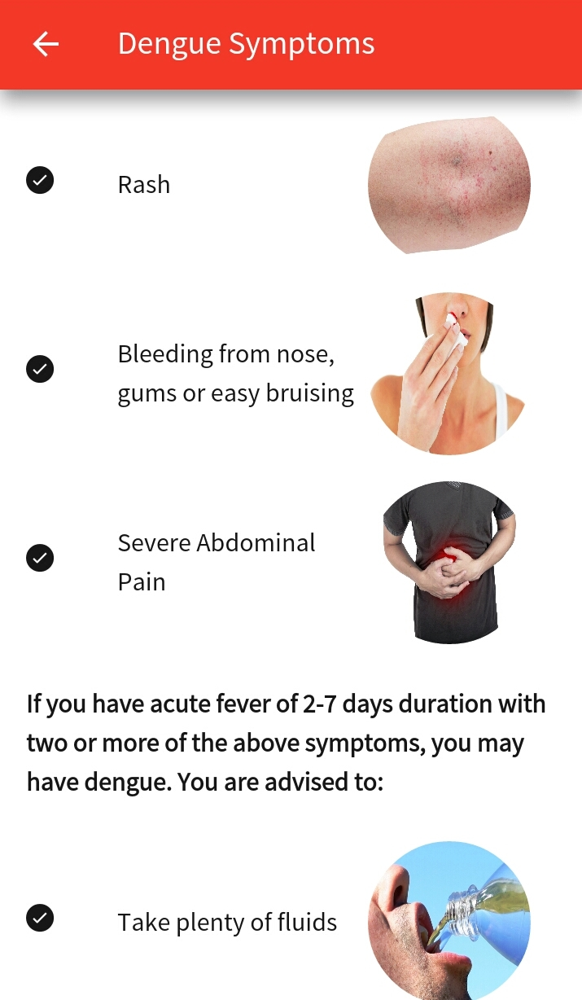 Dengue Symptoms
Rash
Bleeding from nose,
gums or easy bruising
Severe Abdominal
Pain
If you have acute fever of 2-7 days duration with
two or more of the above symptoms, you may
have dengue. You are advised to:
Take plenty of fluids